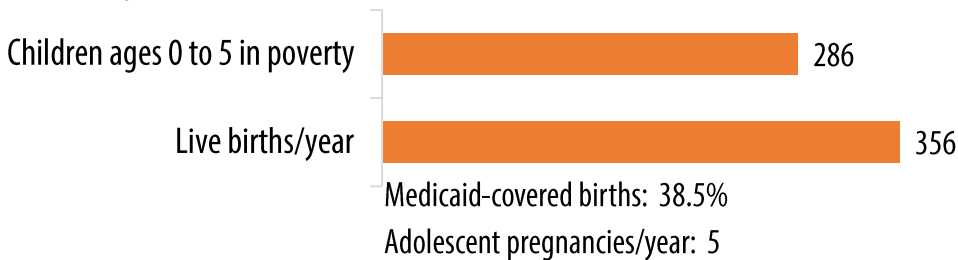 Children ages 0 to 5 in poverty 286
Live births/year 356
Medicaid-covered births: 38.5%
Adolescent pregnancies/year: 5